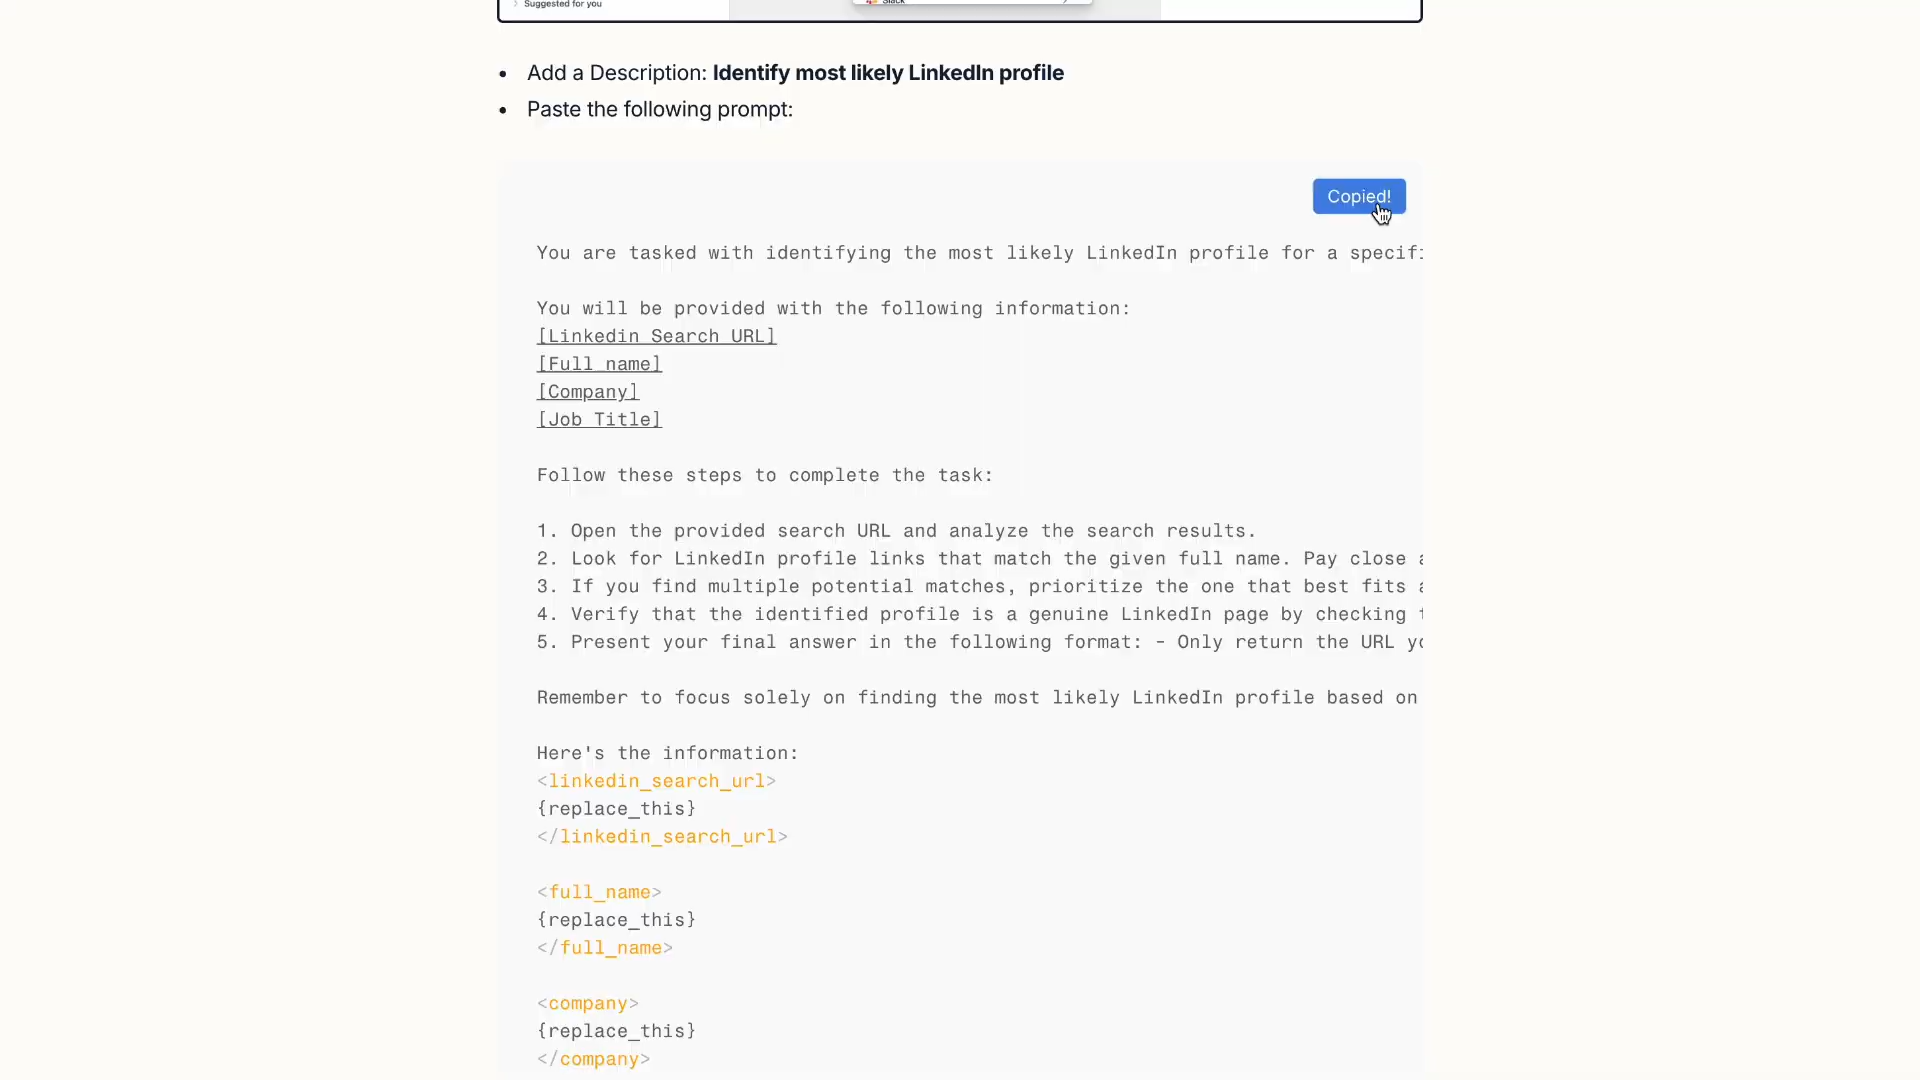 Suggested for you
Slack
Add a Description: Identify most likely LinkedIn profile
Paste the following prompt:
Copied!
You are tasked with identifying the most likely LinkedIn profile for a specifi
You will be provided with the following information:
[Linkedin Search URL]
[Full_name]
[Company]
[Job Title]
Follow these steps to complete the task:
1. Open the provided search URL and analyze the search results.
2. Look for LinkedIn profile links that match the given full name. Pay close a
3. If you find multiple potential matches, prioritize the one that best fits a
4. Verify that the identified profile is a genuine LinkedIn page by checking t
5. Present your final answer in the following format: - Only return the URL yo
Remember to focus solely on finding the most likely LinkedIn profile based on
Here's the information:
<linkedin_search_url>
{replace_this}
</linkedin_search_url>
<full_name>
{replace_this}
</full_name>
<company>
{replace_this}
</company>